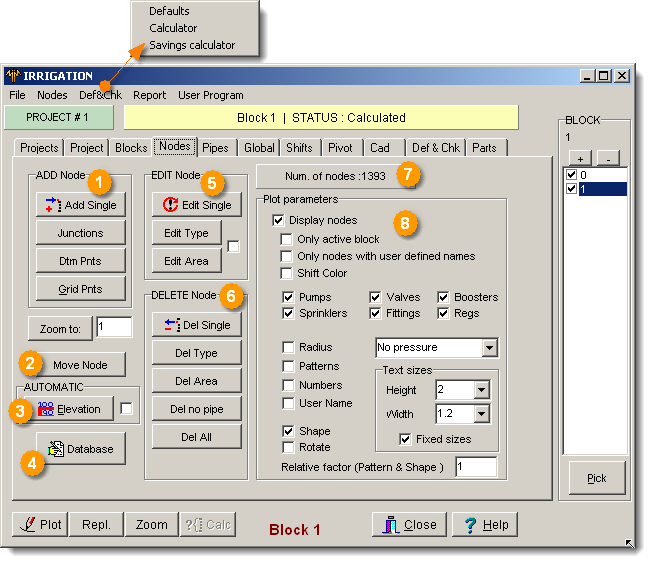 Defaults
Calculator
Savings calculator
IRRIGATION
File Nodes Def&Chk Report User Program
PROJECT # 1
Block 1 | STATUS : Calculated
BLOCK
1
+ -
0
1
Pick
Projects Project Blocks Nodes Pipes Global Shifts Pivot Cad Def & Chk Parts
ADD Node
1
Add Single
Junctions
Dtm Pnts
Grid Pnts
Zoom to: 1
2 Move Node
AUTOMATIC
3 Elevation
4 Database
EDIT Node
5
Edit Single
Edit Type
Edit Area
DELETE Node
6
Del Single
Del Type
Del Area
Del no pipe
Del All
Num. of nodes :1393
7
Plot parameters
8
Display nodes
Only active block
Only nodes with user defined names
Shift Color
Pumps Valves Boosters
Sprinklers Fittings Regs
Radius No pressure
Patterns
Numbers
User Name
Shape
Rotate
Text sizes
Height 2
Width 1.2
Fixed sizes
Relative factor (Pattern & Shape ) 1
Plot Repl. Zoom ?{ Calc Block 1 Close ? Help